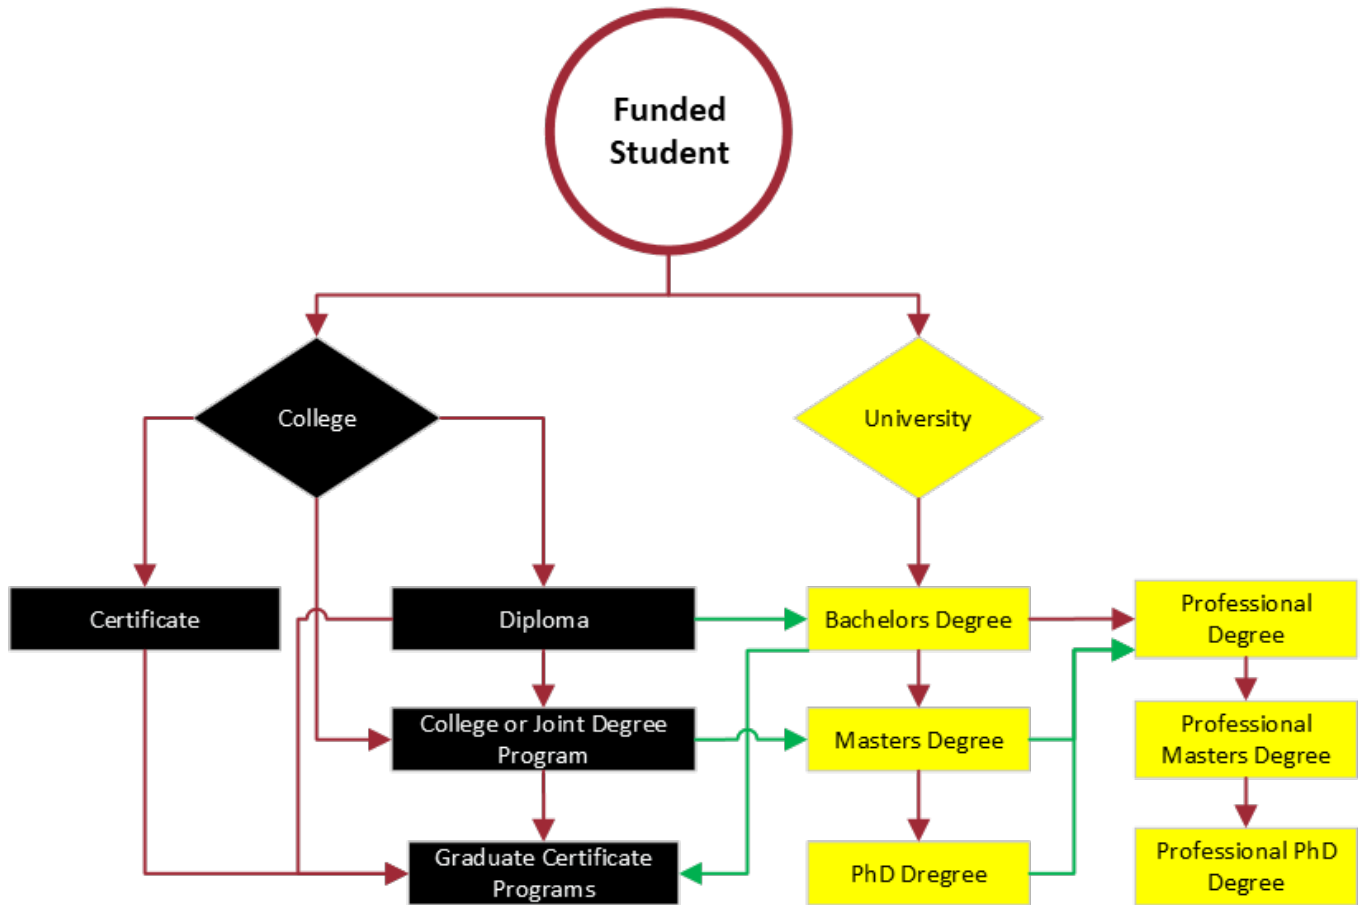 Funded
Student
College
University
Certificate
Diploma
Bachelors Degree
Professional
Degree
College or Joint Degree
Program
Masters Degree
Professional
Masters Degree
Graduate Certificate
Programs
PhD Dregree
Professional PhD
Degree